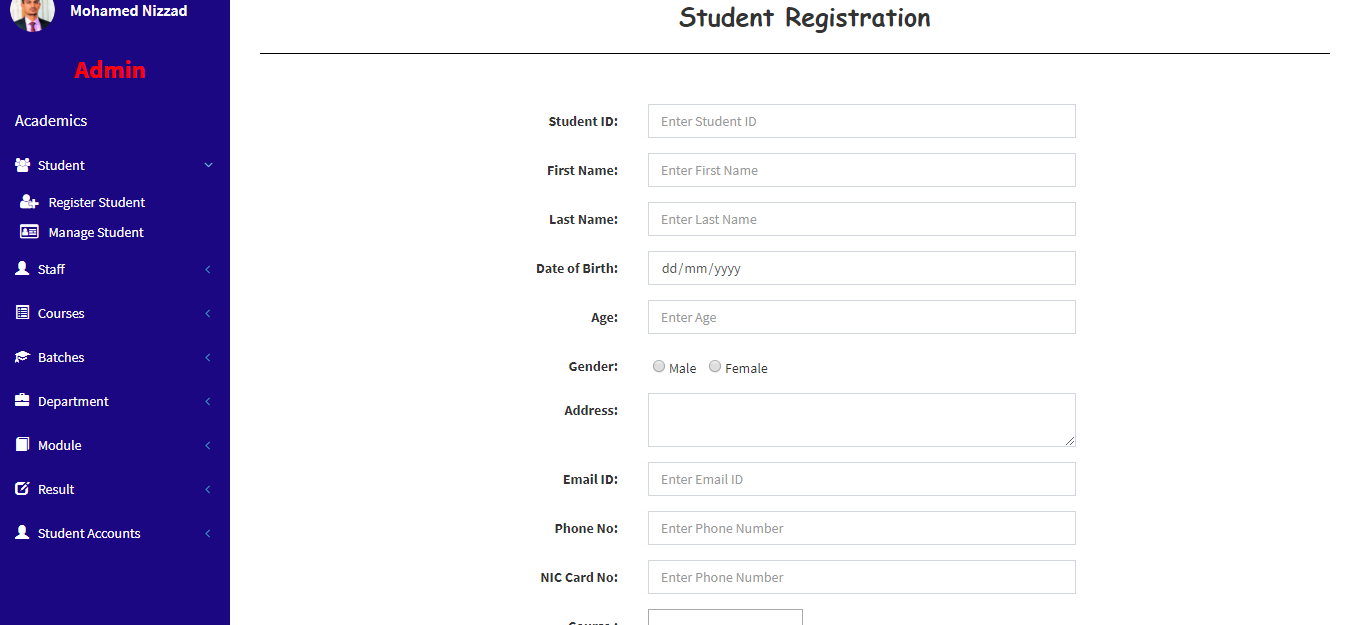 Mohamed Nizzad
Admin
Academics
Student
Register Student
Manage Student
Staff
Courses
Batches
Department
Module
Result
Student Accounts
Student Registration
Student ID: Enter Student ID
First Name: Enter First Name
Last Name: Enter Last Name
Date of Birth: dd/mm/yyyy
Age: Enter Age
Gender: Male Female
Address:
Email ID: Enter Email ID
Phone No: Enter Phone Number
NIC Card No: Enter Phone Number
Course :